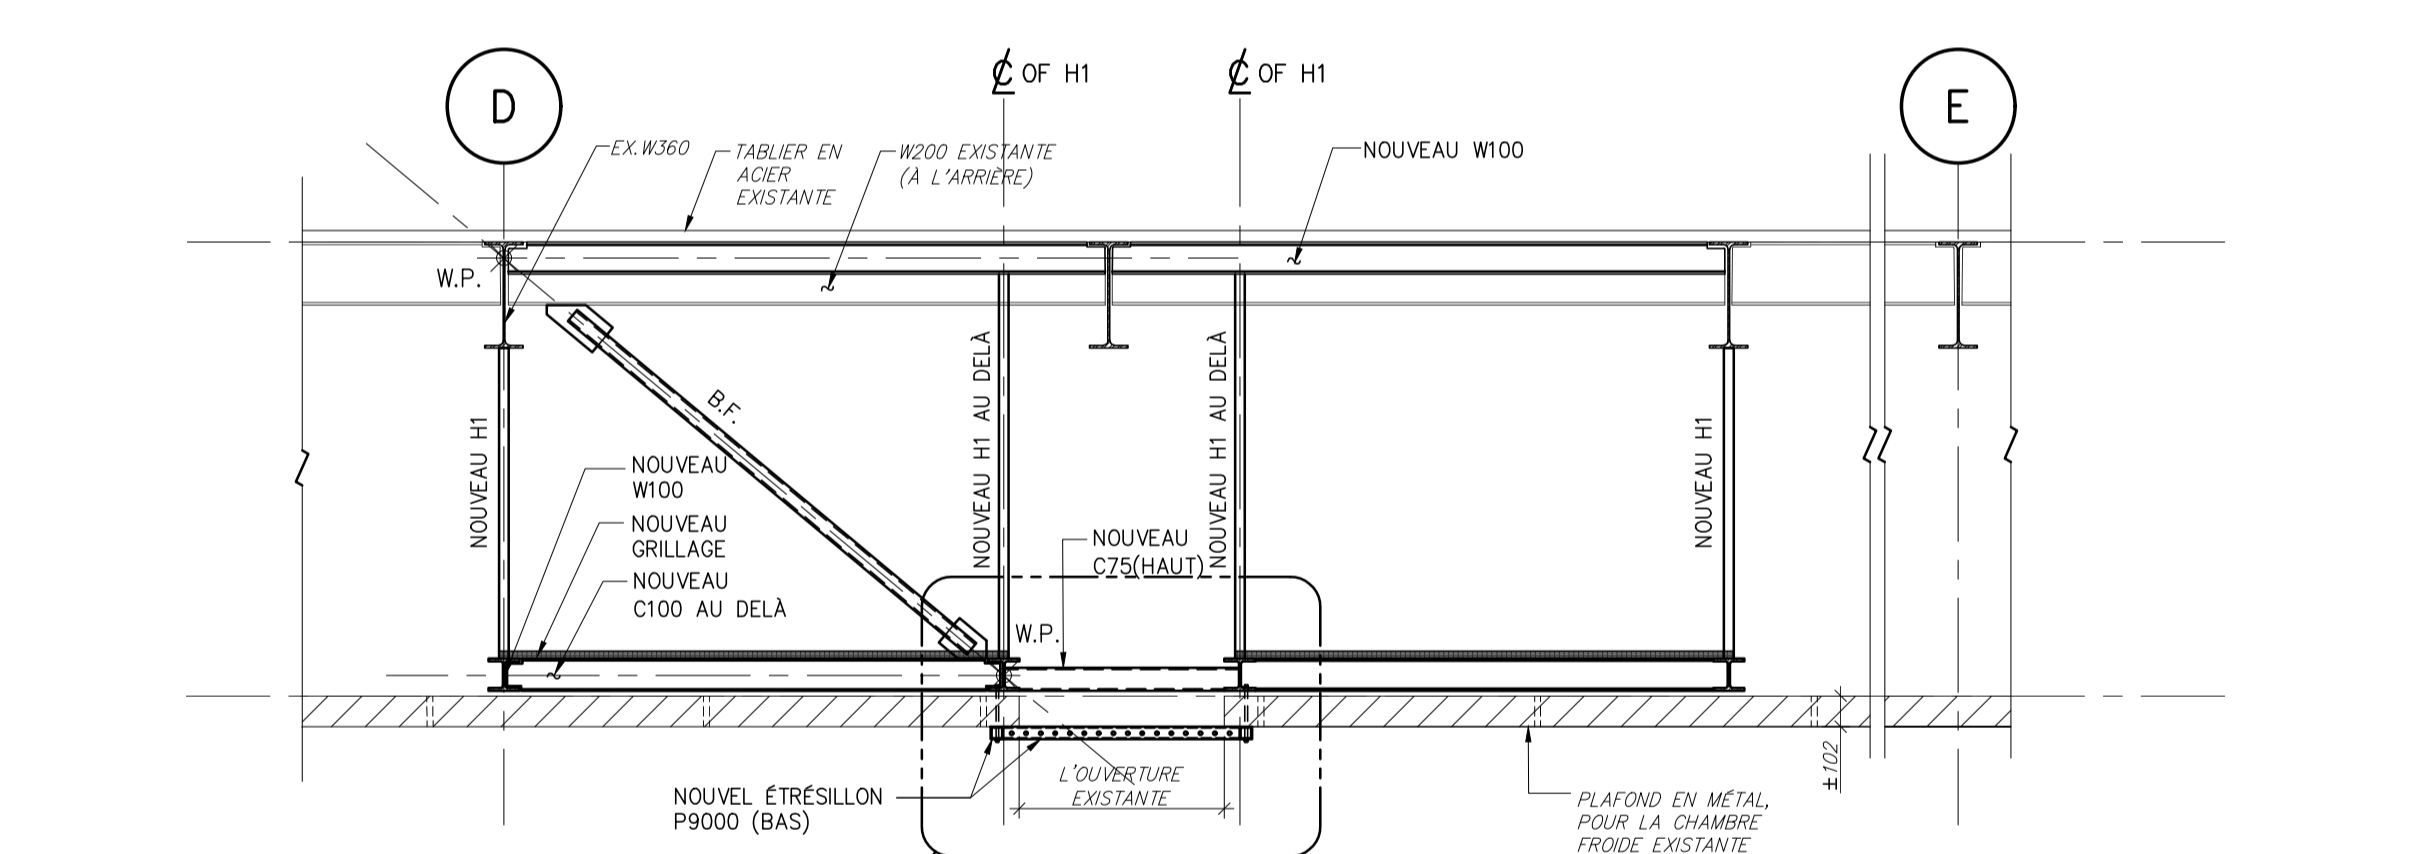 D
℄ OF H1
℄ OF H1
E
EX.W360
TABLIER EN
ACIER
EXISTANTE
W200 EXISTANTE
(À L'ARRIÈRE)
NOUVEAU W100
W.P.
B.F.
NOUVEAU H1
NOUVEAU H1 AU DELÀ
NOUVEAU H1 AU DELÀ
NOUVEAU H1
NOUVEAU
W100
NOUVEAU
GRILLAGE
NOUVEAU
C100 AU DELÀ
NOUVEAU
C75(HAUT)
W.P.
NOUVEL ÉTRÉSILLON
P9000 (BAS)
L'OUVERTURE
EXISTANTE
±102
PLAFOND EN MÉTAL,
POUR LA CHAMBRE
FROIDE EXISTANTE